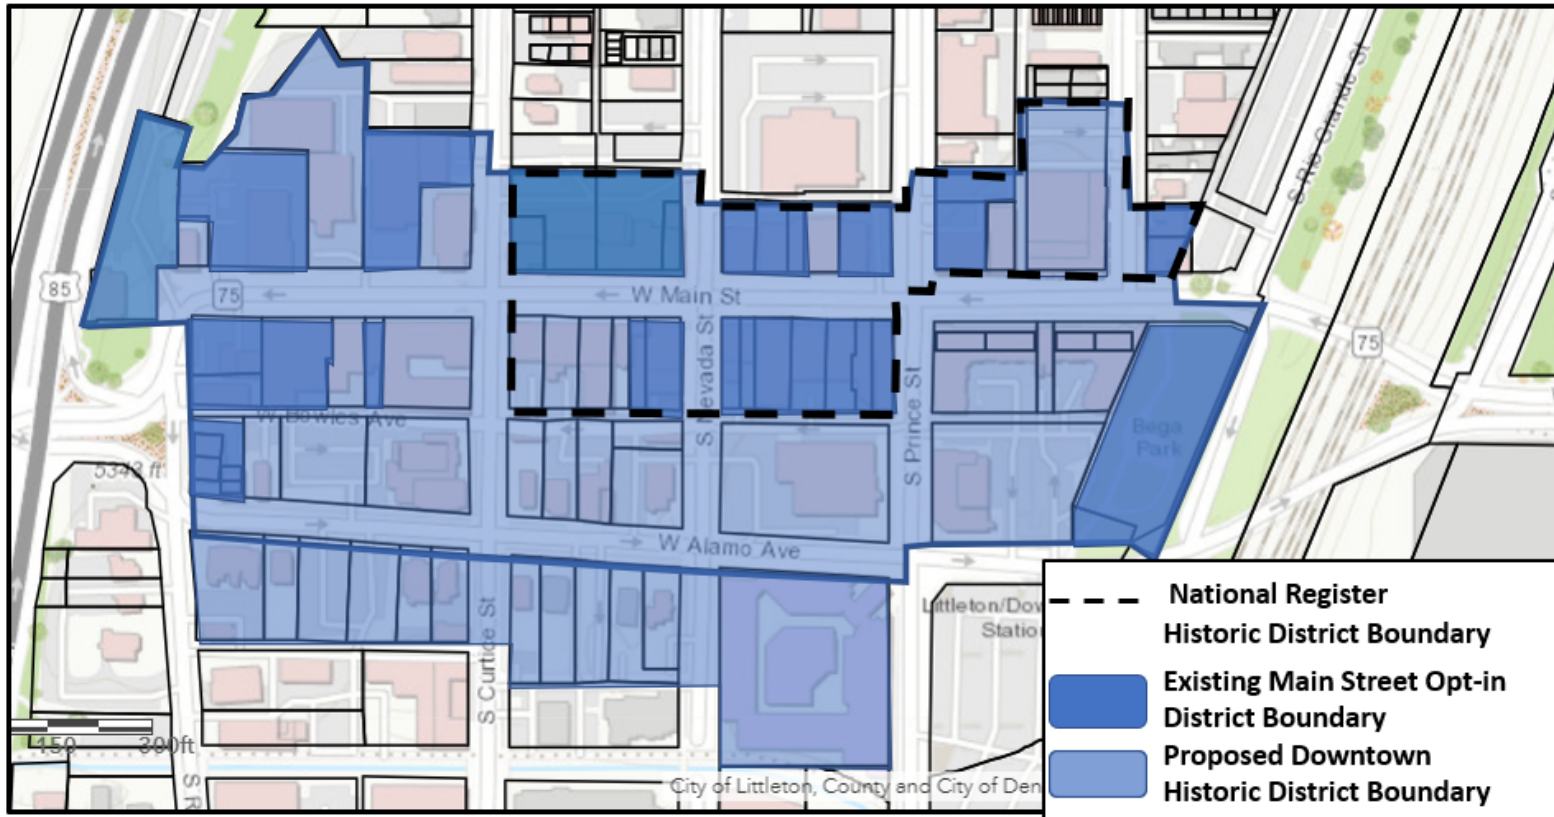 S Rio Grande St
85
75
W Main St
75
S Nevada St
S Prince St
W Bowles Ave
Bega
Park
5343 ft
W Alamo Ave
S Curtice St
Littleton/Dow
Statio
150
300ft
S R
City of Littleton, County and City of Den
National Register
Historic District Boundary
Existing Main Street Opt-in
District Boundary
Proposed Downtown
Historic District Boundary